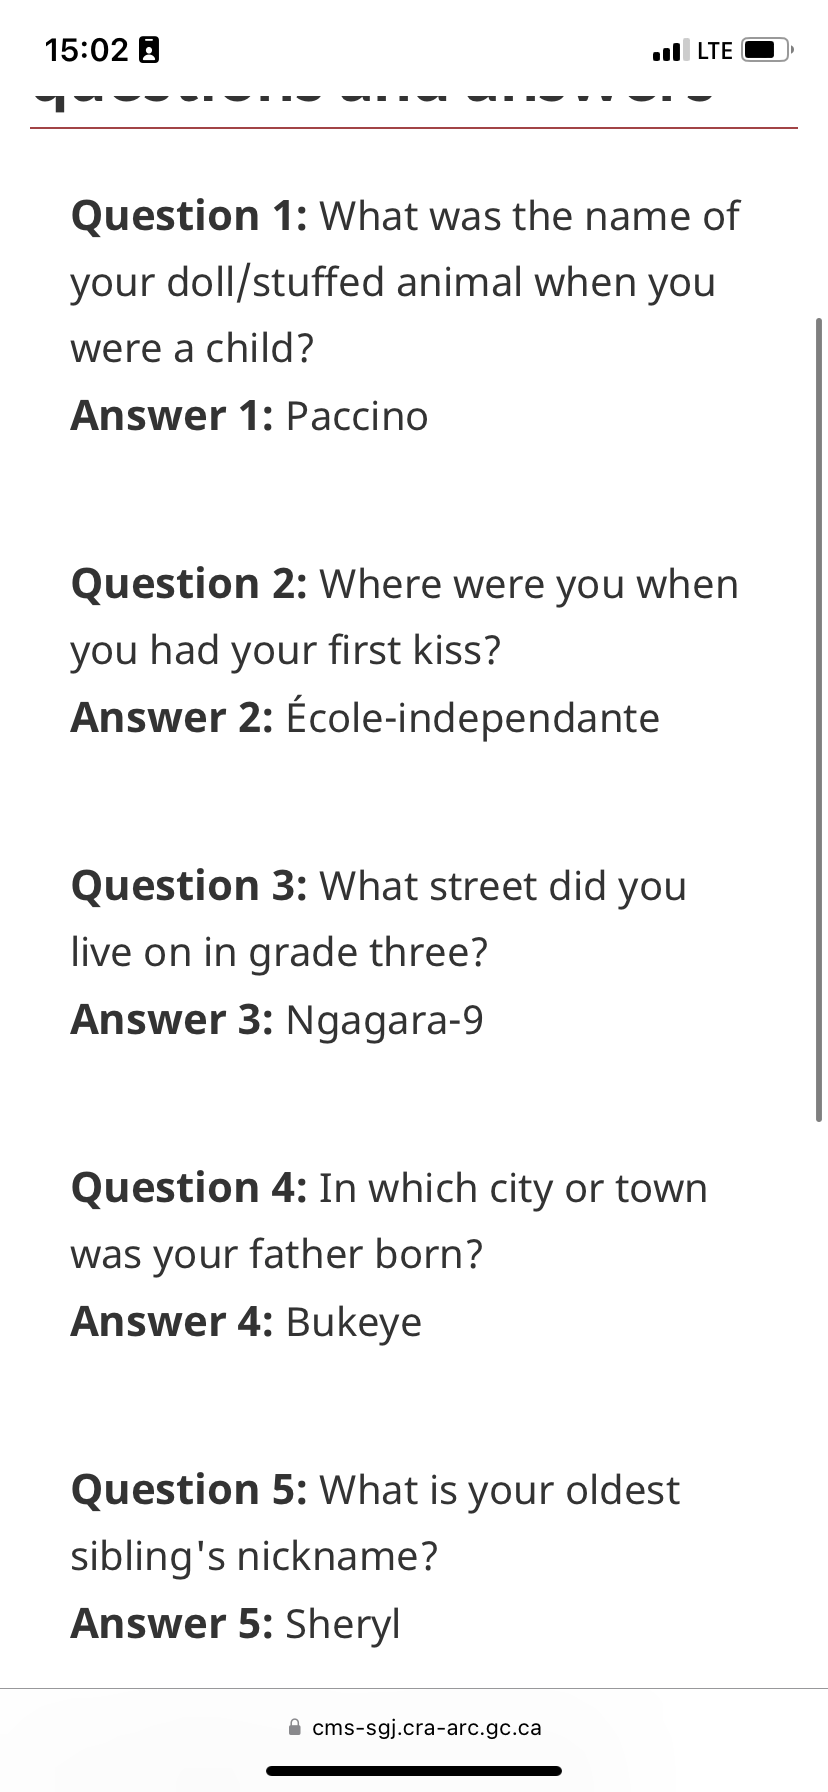 15:02
LTE
questions and answers
Question 1: What was the name of
your doll/stuffed animal when you
were a child?
Answer 1: Paccino
Question 2: Where were you when
you had your first kiss?
Answer 2: École-independante
Question 3: What street did you
live on in grade three?
Answer 3: Ngagara-9
Question 4: In which city or town
was your father born?
Answer 4: Bukeye
Question 5: What is your oldest
sibling's nickname?
Answer 5: Sheryl
cms-sgj.cra-arc.gc.ca